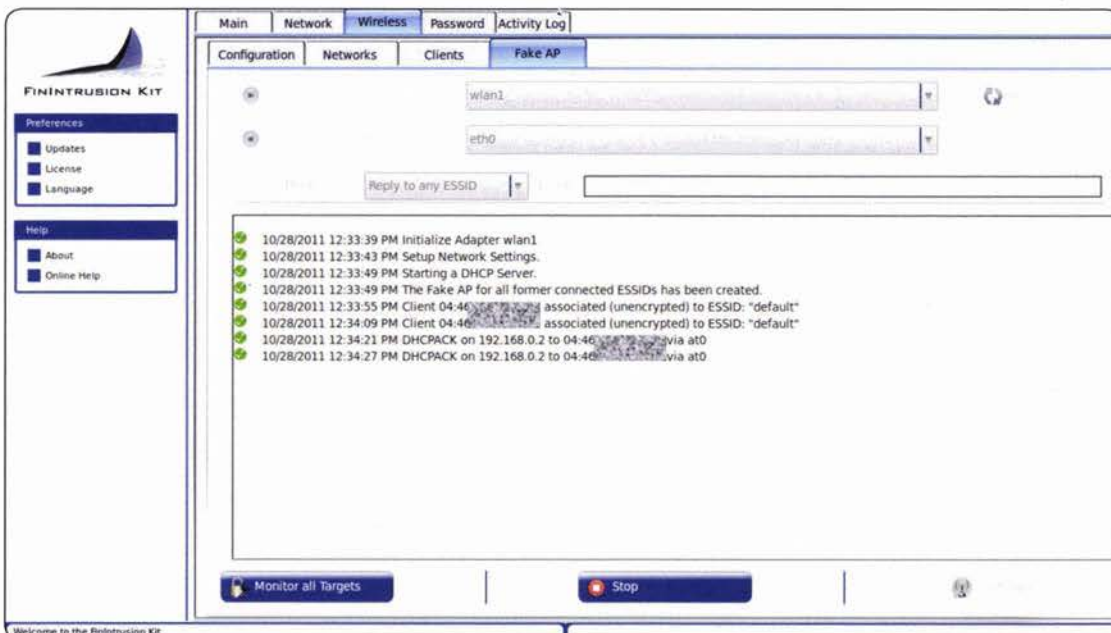 Main Network Wireless Password Activity Log
Configuration Networks Clients Fake AP
FININTRUSION KIT
Preferences
Updates
License
Language
Help
About
Online Help
wlan1
eth0
Reply to any ESSID
10/28/2011 12:33:39 PM Initialize Adapter wlan1
10/28/2011 12:33:43 PM Setup Network Settings.
10/28/2011 12:33:49 PM Starting a DHCP Server.
10/28/2011 12:33:49 PM The Fake AP for all former connected ESSIDs has been created.
10/28/2011 12:33:55 PM Client 04:46 associated (unencrypted) to ESSID: "default"
10/28/2011 12:34:09 PM Client 04:46 associated (unencrypted) to ESSID: "default"
10/28/2011 12:34:21 PM DHCPACK on 192.168.0.2 to 04:46 via at0
10/28/2011 12:34:27 PM DHCPACK on 192.168.0.2 to 04:46 via at0
Monitor all Targets
Stop
Welcome to the FinIntrusion Kit